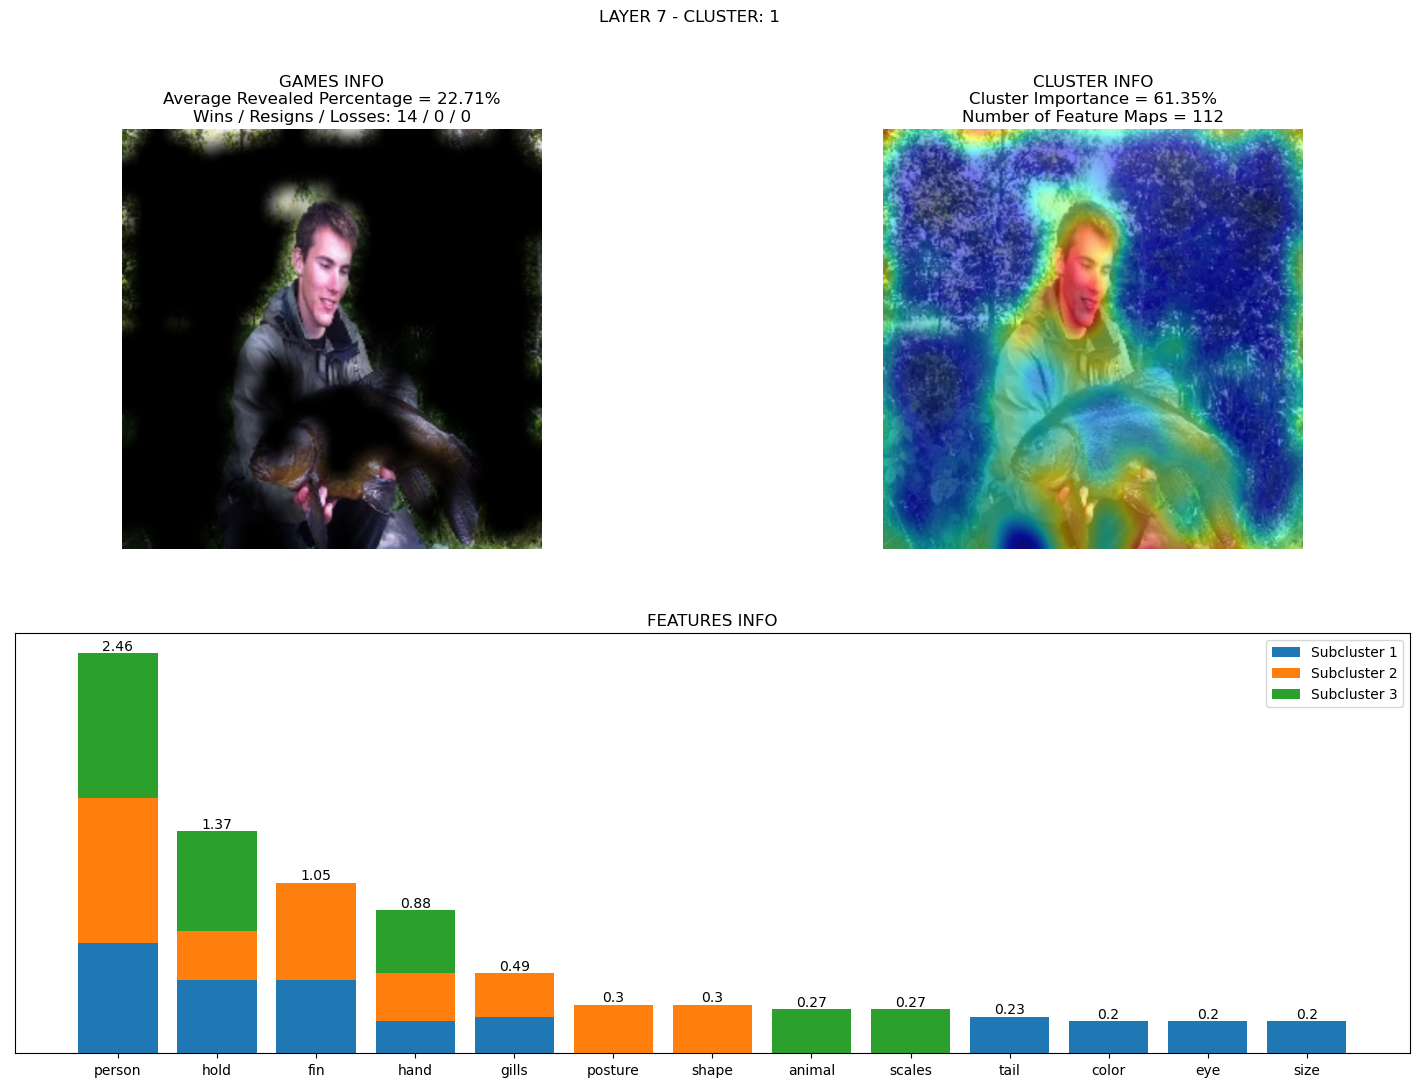 LAYER 7 - CLUSTER: 1
GAMES INFO
Average Revealed Percentage = 22.71%
Wins / Resigns / Losses: 14 / 0 / 0
CLUSTER INFO
Cluster Importance = 61.35%
Number of Feature Maps = 112
FEATURES INFO
Subcluster 1
Subcluster 2
Subcluster 3
2.46
1.37
1.05
0.88
0.49
0.3
0.3
0.27
0.27
0.23
0.2
0.2
0.2
person
hold
fin
hand
gills
posture
shape
animal
scales
tail
color
eye
size